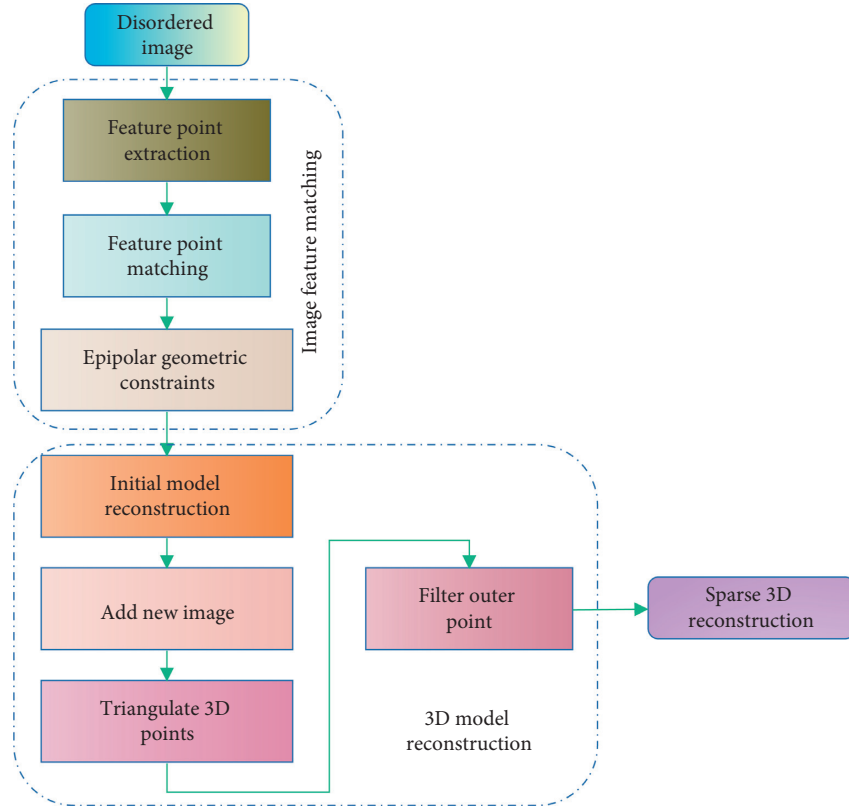 Disordered
image
Feature point
extraction
Feature point
matching
Epipolar geometric
constraints
Image feature matching
Initial model
reconstruction
Add new image
Triangulate 3D
points
Filter outer
point
3D model
reconstruction
Sparse 3D
reconstruction